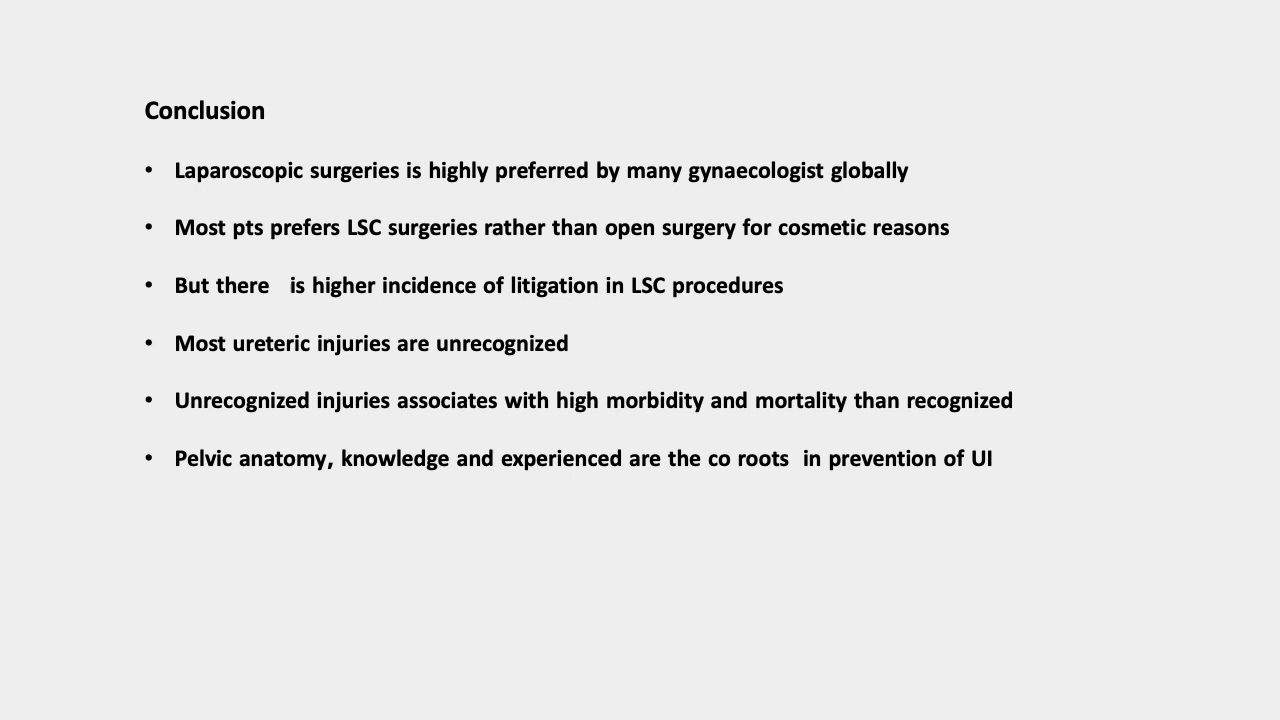 Conclusion
• Laparoscopic surgeries is highly preferred by many gynaecologist globally
• Most pts prefers LSC surgeries rather than open surgery for cosmetic reasons
• But there   is higher incidence of litigation in LSC procedures
• Most ureteric injuries are unrecognized
• Unrecognized injuries associates with high morbidity and mortality than recognized
• Pelvic anatomy, knowledge and experienced are the co roots  in prevention of UI